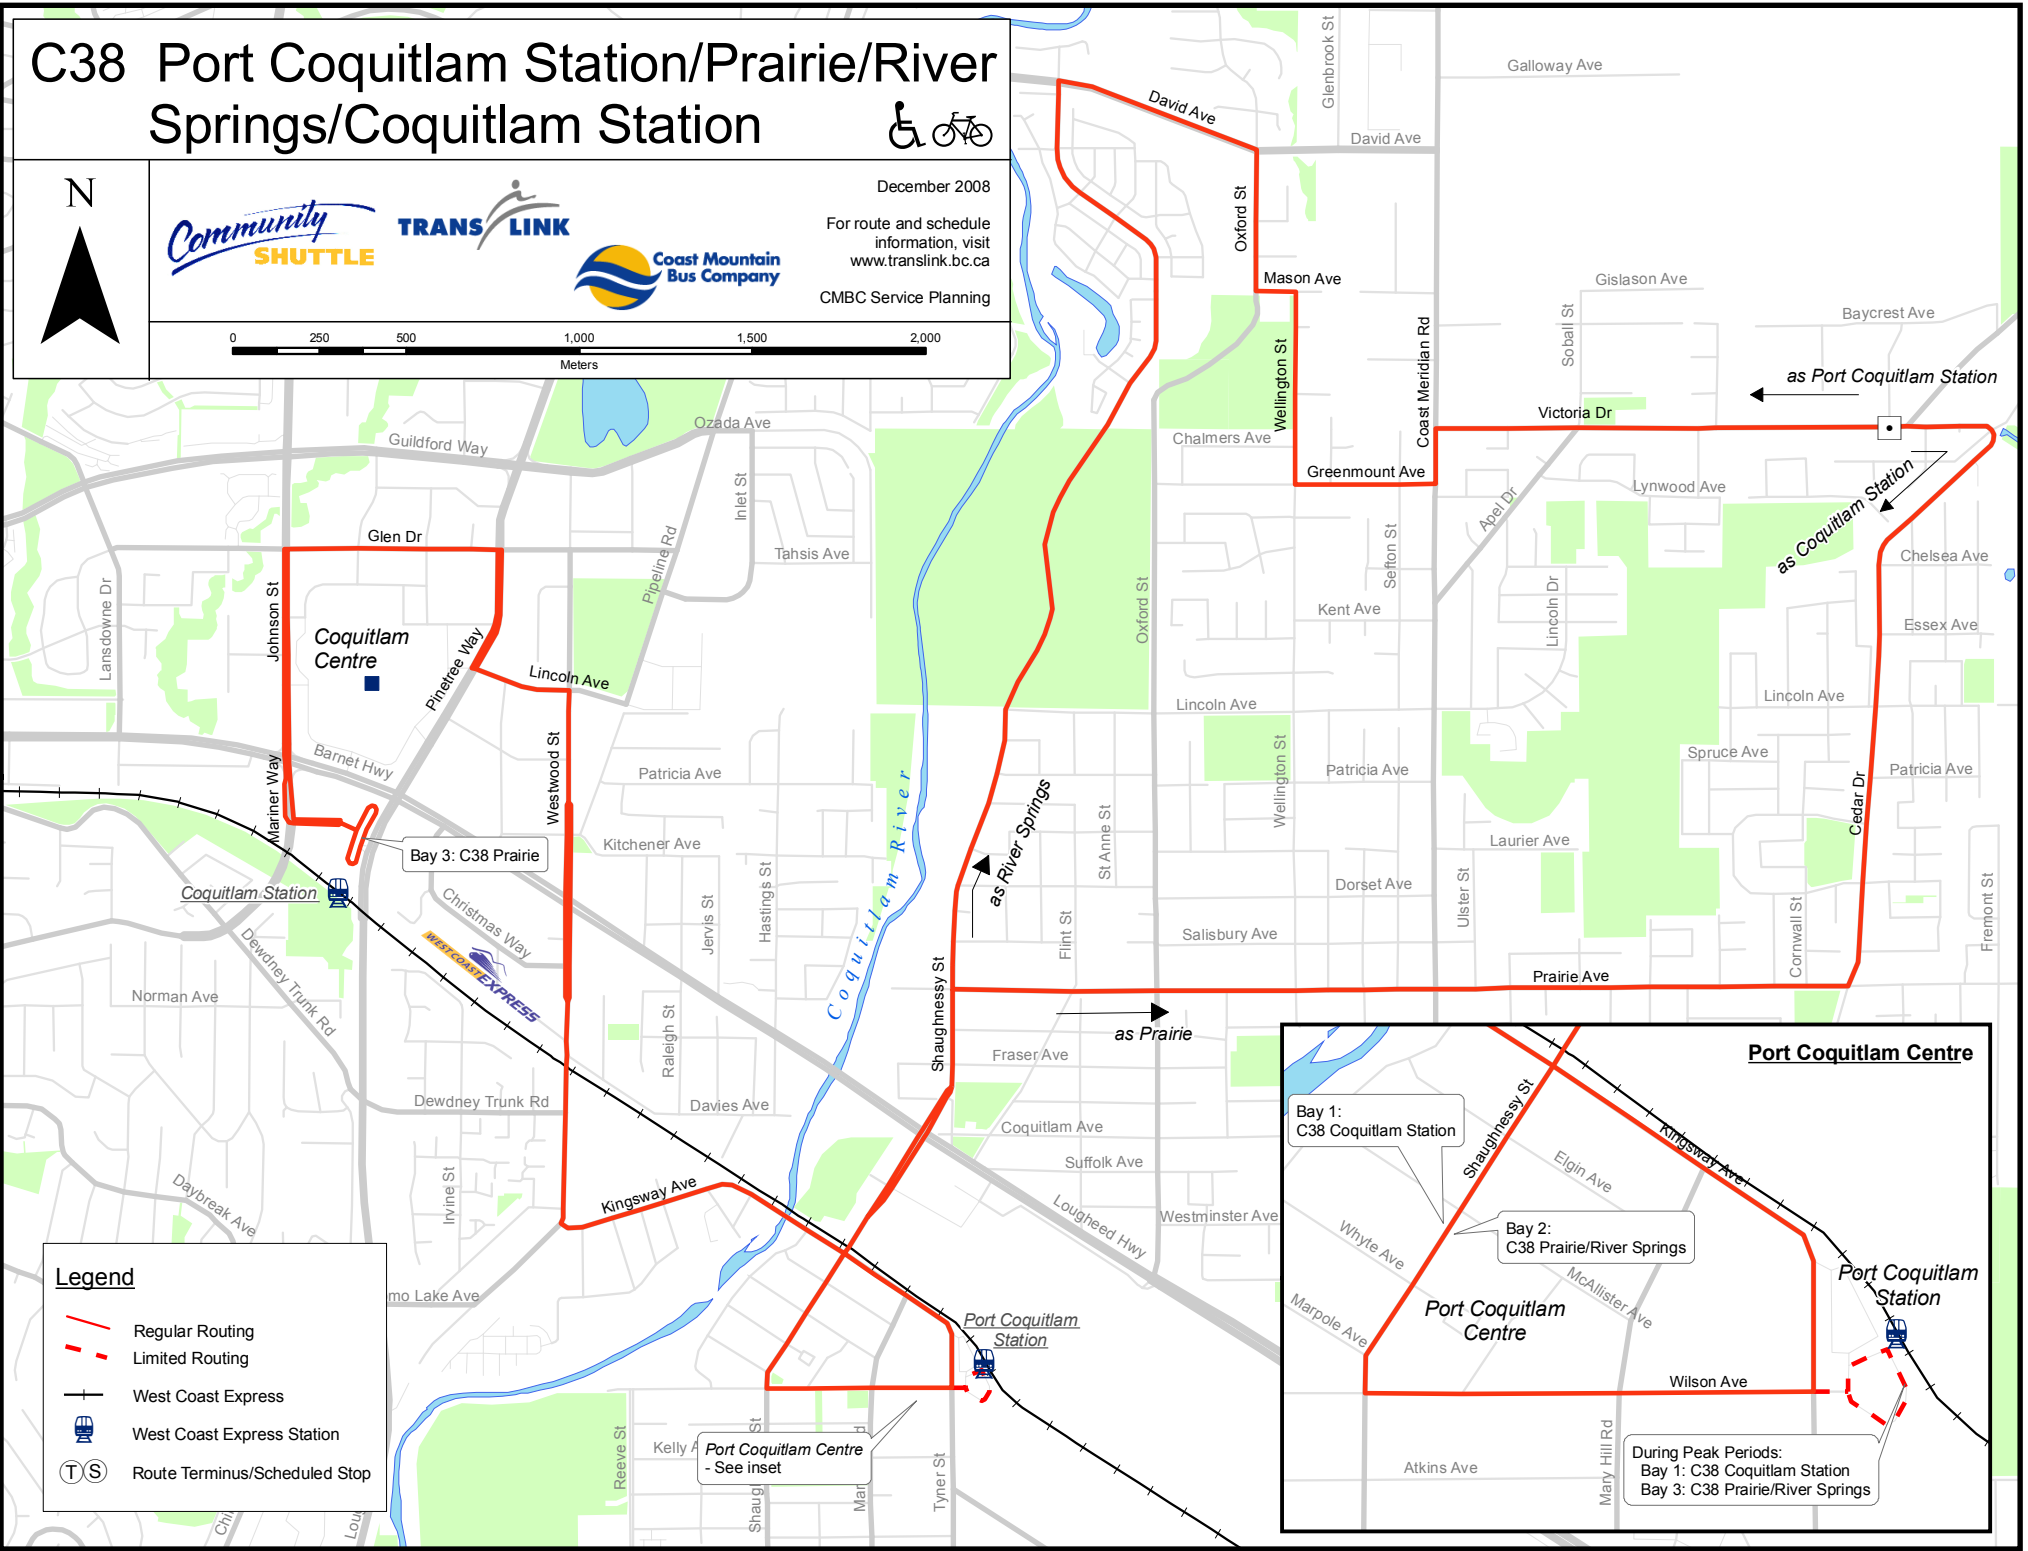 C38 Port Coquitlam Station/Prairie/River
Springs/Coquitlam Station
N
Community
SHUTTLE
TRANS LINK
Coast Mountain
Bus Company
December 2008
For route and schedule
information, visit
www.translink.bc.ca
CMBC Service Planning
0 250 500 1,000 1,500 2,000
Meters
David Ave
Oxford St
Glenbrook St
Galloway Ave
David Ave
Mason Ave
Wellington St
Coast Meridian Rd
Gislason Ave
Soball St
Baycrest Ave
as Port Coquitlam Station
Victoria Dr
Chalmers Ave
Greenmount Ave
Apel Dr
Lynwood Ave
as Coquitlam Station
Chelsea Ave
Sefton St
Kent Ave
Lincoln Dr
Essex Ave
Oxford St
Lincoln Ave
Lincoln Ave
Wellington St
Patricia Ave
Spruce Ave
Patricia Ave
Cedar Dr
Laurier Ave
Dorset Ave
Ulster St
Cornwall St
Fremont St
Salisbury Ave
Prairie Ave
St Anne St
Flint St
as River Springs
Shaughnessy St
as Prairie
Fraser Ave
Coquitlam Ave
Suffolk Ave
Westminster Ave
Lougheed Hwy
Guildford Way
Ozada Ave
Inlet St
Pipeline Rd
Tahsis Ave
Glen Dr
Lansdowne Dr
Johnson St
Coquitlam
Centre
Pinetree Way
Lincoln Ave
Barnet Hwy
Mariner Way
Westwood St
Patricia Ave
Kitchener Ave
Bay 3: C38 Prairie
Coquitlam Station
Christmas Way
Jervis St
Hastings St
Coquitlam River
WEST COAST
EXPRESS
Dewdney Trunk Rd
Norman Ave
Raleigh St
Dewdney Trunk Rd
Davies Ave
Daybreak Ave
Irvine St
Kingsway Ave
mo Lake Ave
Port Coquitlam
Station
Reeve St
Kelly A
Port Coquitlam Centre
- See inset
Shaug
St
Mar
d
Tyner St
Chi
Lou
Legend
Regular Routing
Limited Routing
West Coast Express
West Coast Express Station
T S Route Terminus/Scheduled Stop
Port Coquitlam Centre
Bay 1:
C38 Coquitlam Station
Shaughnessy St
Kingsway Ave
Elgin Ave
Bay 2:
C38 Prairie/River Springs
Whyte Ave
McAllister Ave
Marpole Ave
Port Coquitlam
Centre
Port Coquitlam
Station
Wilson Ave
Mary Hill Rd
Atkins Ave
During Peak Periods:
Bay 1: C38 Coquitlam Station
Bay 3: C38 Prairie/River Springs